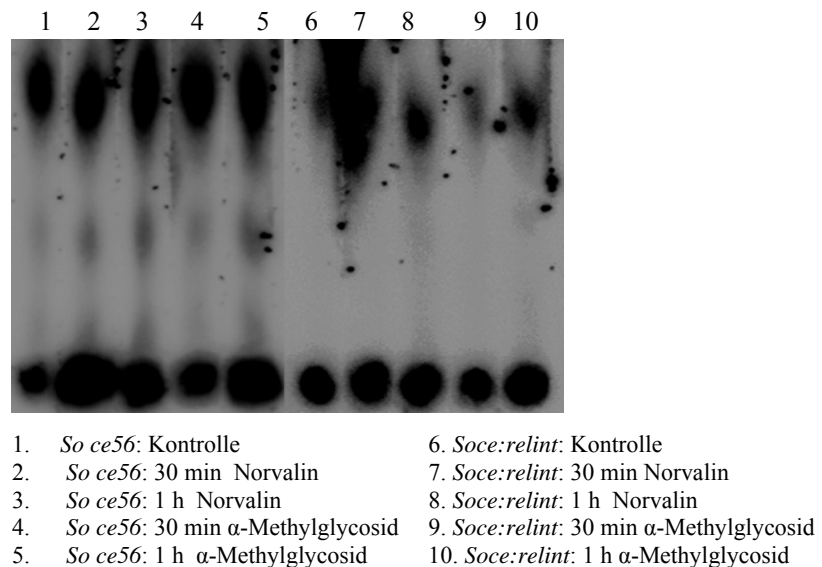 1 2 3 4 5 6 7 8 9 10
1. So ce56: Kontrolle
2. So ce56: 30 min Norvalin
3. So ce56: 1 h Norvalin
4. So ce56: 30 min α-Methylglycosid
5. So ce56: 1 h α-Methylglycosid
6. Soce:relint: Kontrolle
7. Soce:relint: 30 min Norvalin
8. Soce:relint: 1 h Norvalin
9. Soce:relint: 30 min α-Methylglycosid
10. Soce:relint: 1 h α-Methylglycosid